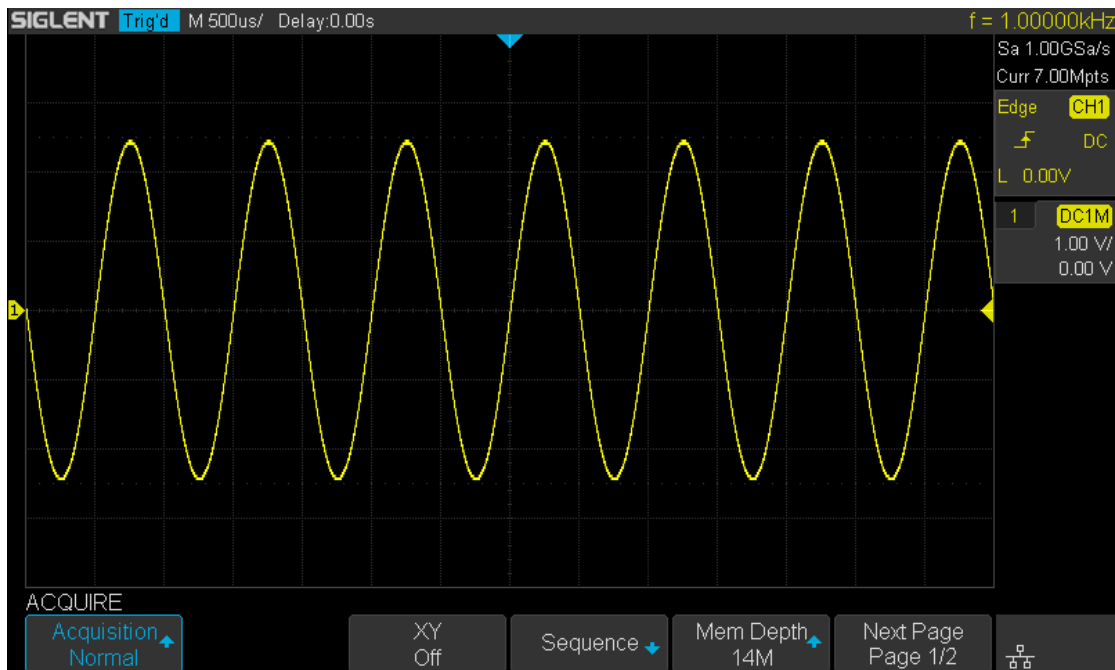 SIGLENT Trig'd M 500us/ Delay:0.00s f = 1.00000kHz
Sa 1.00GSa/s
Curr 7.00Mpts
Edge CH1
DC
L 0.00V
1 DC1M
1.00 V/
0.00 V
1
ACQUIRE
Acquisition
Normal
XY
Off
Sequence
Mem Depth
14M
Next Page
Page 1/2